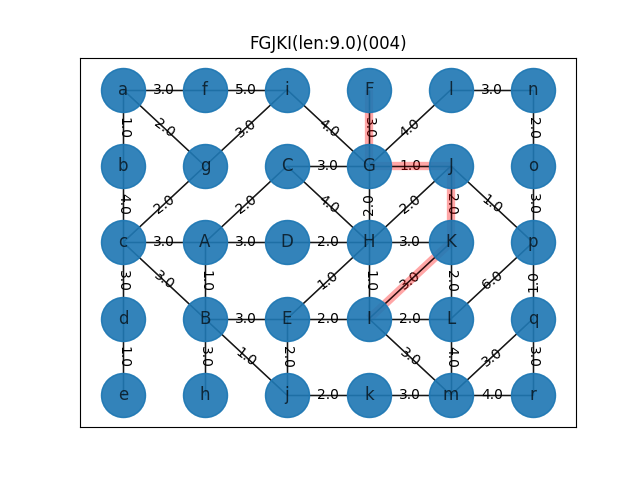 FGJKI(len:9.0)(004)
a 3.0 f 5.0 i F l 3.0 n
1.0 2.0 3.0 4.0 3.0 4.0 2.0
b g C 3.0 G 1.0 J o
4.0 2.0 2.0 4.0 2.0 2.0 2.0 1.0 3.0
c 3.0 A 3.0 D 2.0 H 3.0 K p
3.0 3.0 1.0 1.0 1.0 3.0 2.0 6.0 1.0
d B 3.0 E 2.0 I 2.0 L q
1.0 3.0 1.0 2.0 3.0 4.0 3.0 3.0
e h j 2.0 k 3.0 m 4.0 r